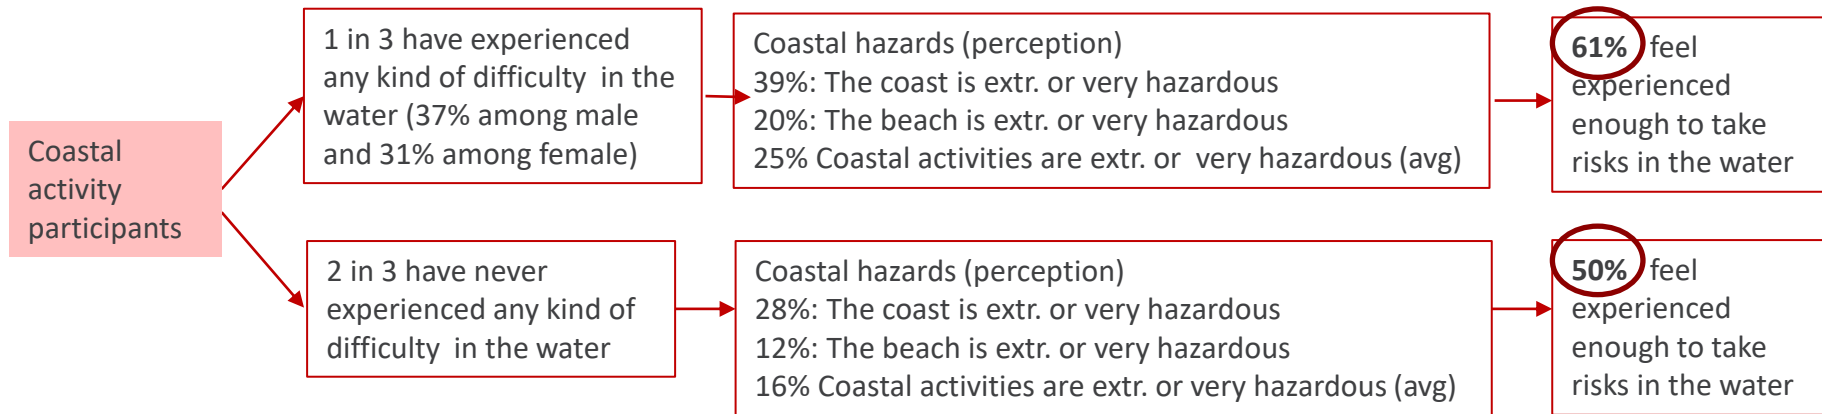 Coastal
activity
participants
1 in 3 have experienced
any kind of difficulty in the
water (37% among male
and 31% among female)
Coastal hazards (perception)
39%: The coast is extr. or very hazardous
20%: The beach is extr. or very hazardous
25% Coastal activities are extr. or very hazardous (avg)
61% feel
experienced
enough to take
risks in the water
2 in 3 have never
experienced any kind of
difficulty in the water
Coastal hazards (perception)
28%: The coast is extr. or very hazardous
12%: The beach is extr. or very hazardous
16% Coastal activities are extr. or very hazardous (avg)
50% feel
experienced
enough to take
risks in the water